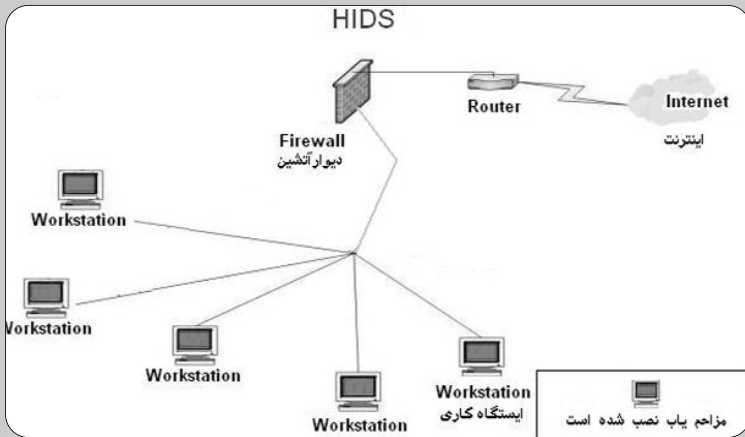 HIDS
Router
Internet
اینترنت
Firewall
دیوارآتشین
Workstation
Workstation
Workstation
Workstation
Workstation
ایستگاه کاری
مزاحم یاب نصب شده است